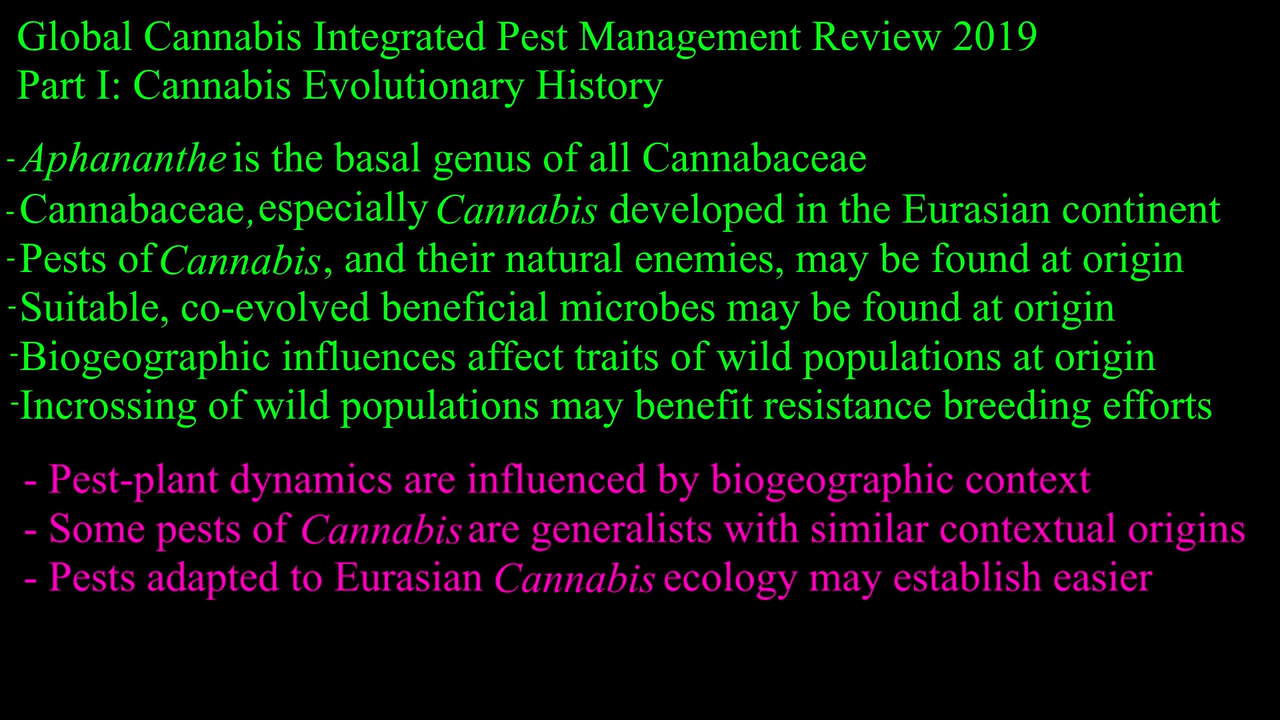 Global Cannabis Integrated Pest Management Review 2019
Part I: Cannabis Evolutionary History
- Aphananthe is the basal genus of all Cannabaceae
- Cannabaceae, especially Cannabis developed in the Eurasian continent
- Pests of Cannabis, and their natural enemies, may be found at origin
- Suitable, co-evolved beneficial microbes may be found at origin
- Biogeographic influences affect traits of wild populations at origin
- Incrossing of wild populations may benefit resistance breeding efforts
- Pest-plant dynamics are influenced by biogeographic context
- Some pests of Cannabis are generalists with similar contextual origins
- Pests adapted to Eurasian Cannabis ecology may establish easier